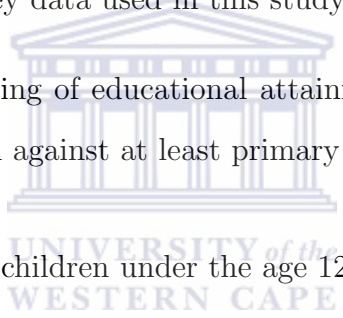 ey data used in this study
ing of educational attain
against at least primary
UNIVERSITY of the
children under the age 12
WESTERN CAPE